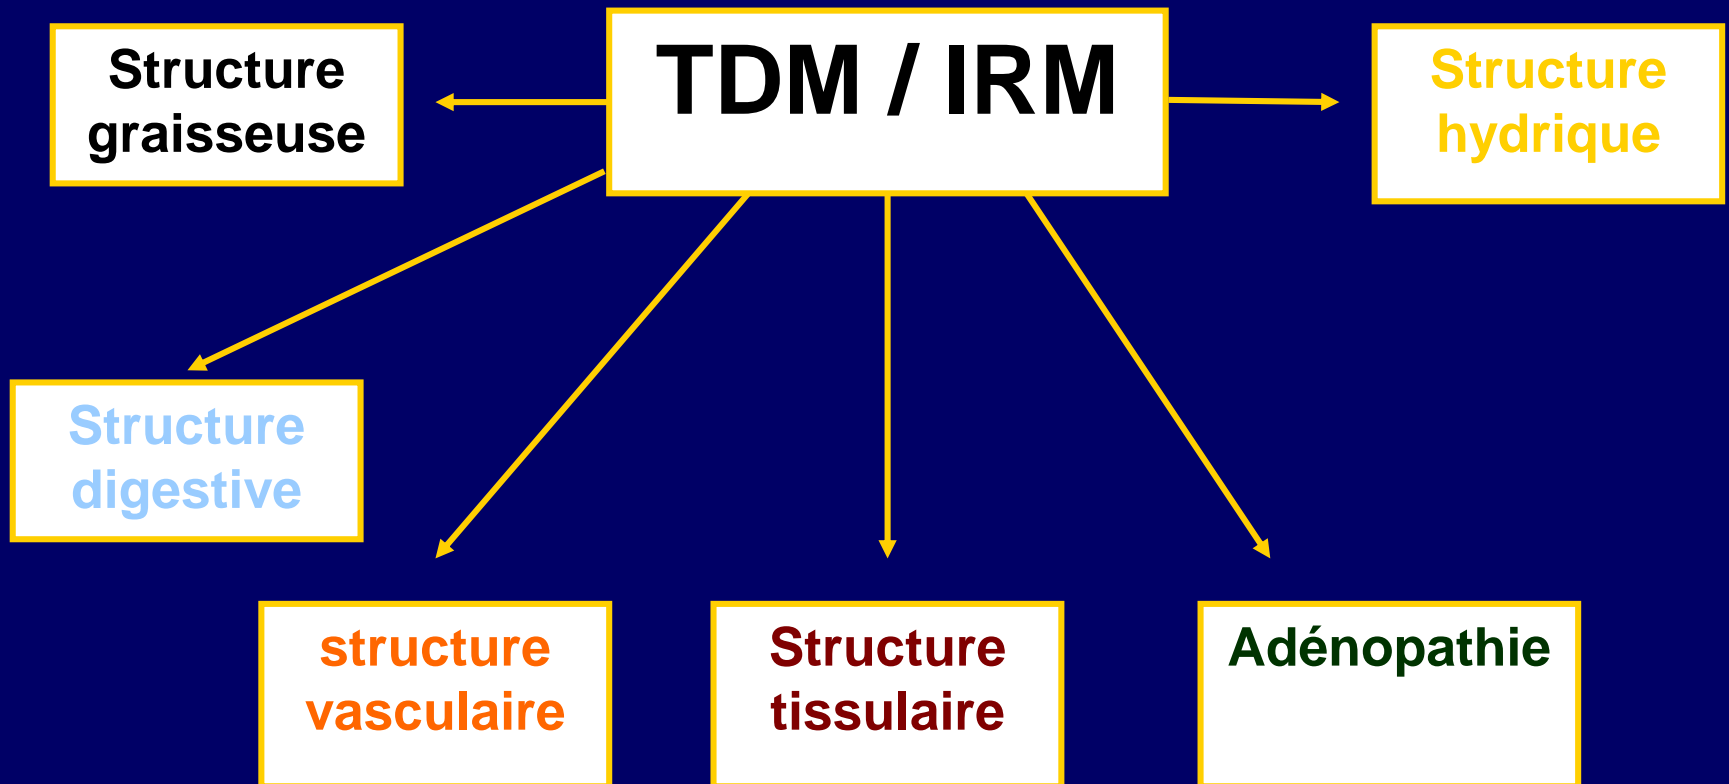 Structure
graisseuse
TDM / IRM
Structure
hydrique
Structure
digestive
structure
vasculaire
Structure
tissulaire
Adénopathie